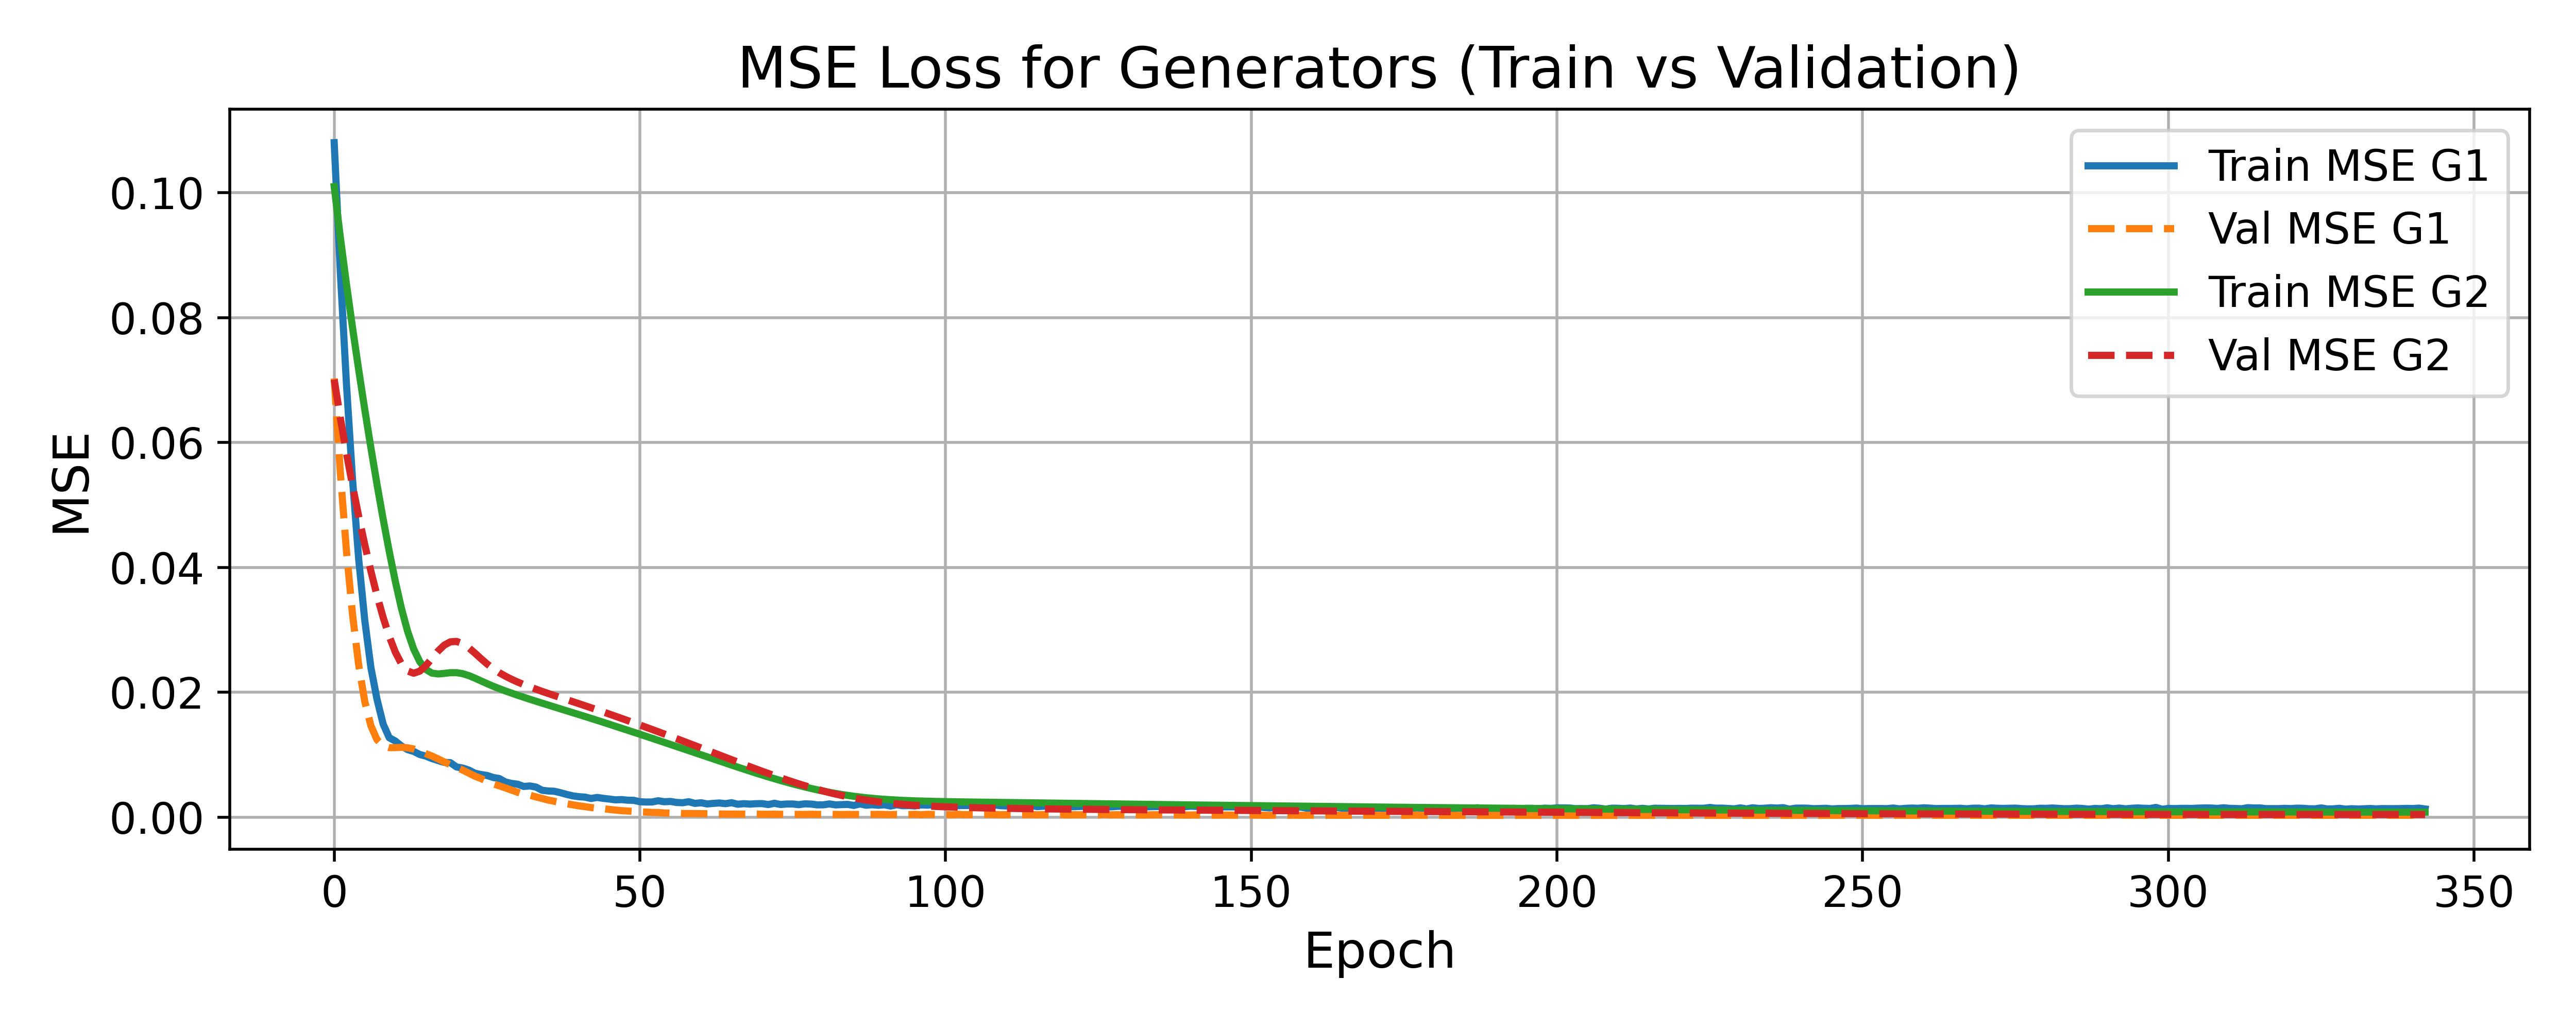 MSE Loss for Generators (Train vs Validation)
Train MSE G1
Val MSE G1
Train MSE G2
Val MSE G2
MSE
0.10
0.08
0.06
0.04
0.02
0.00
0 50 100 150 200 250 300 350
Epoch